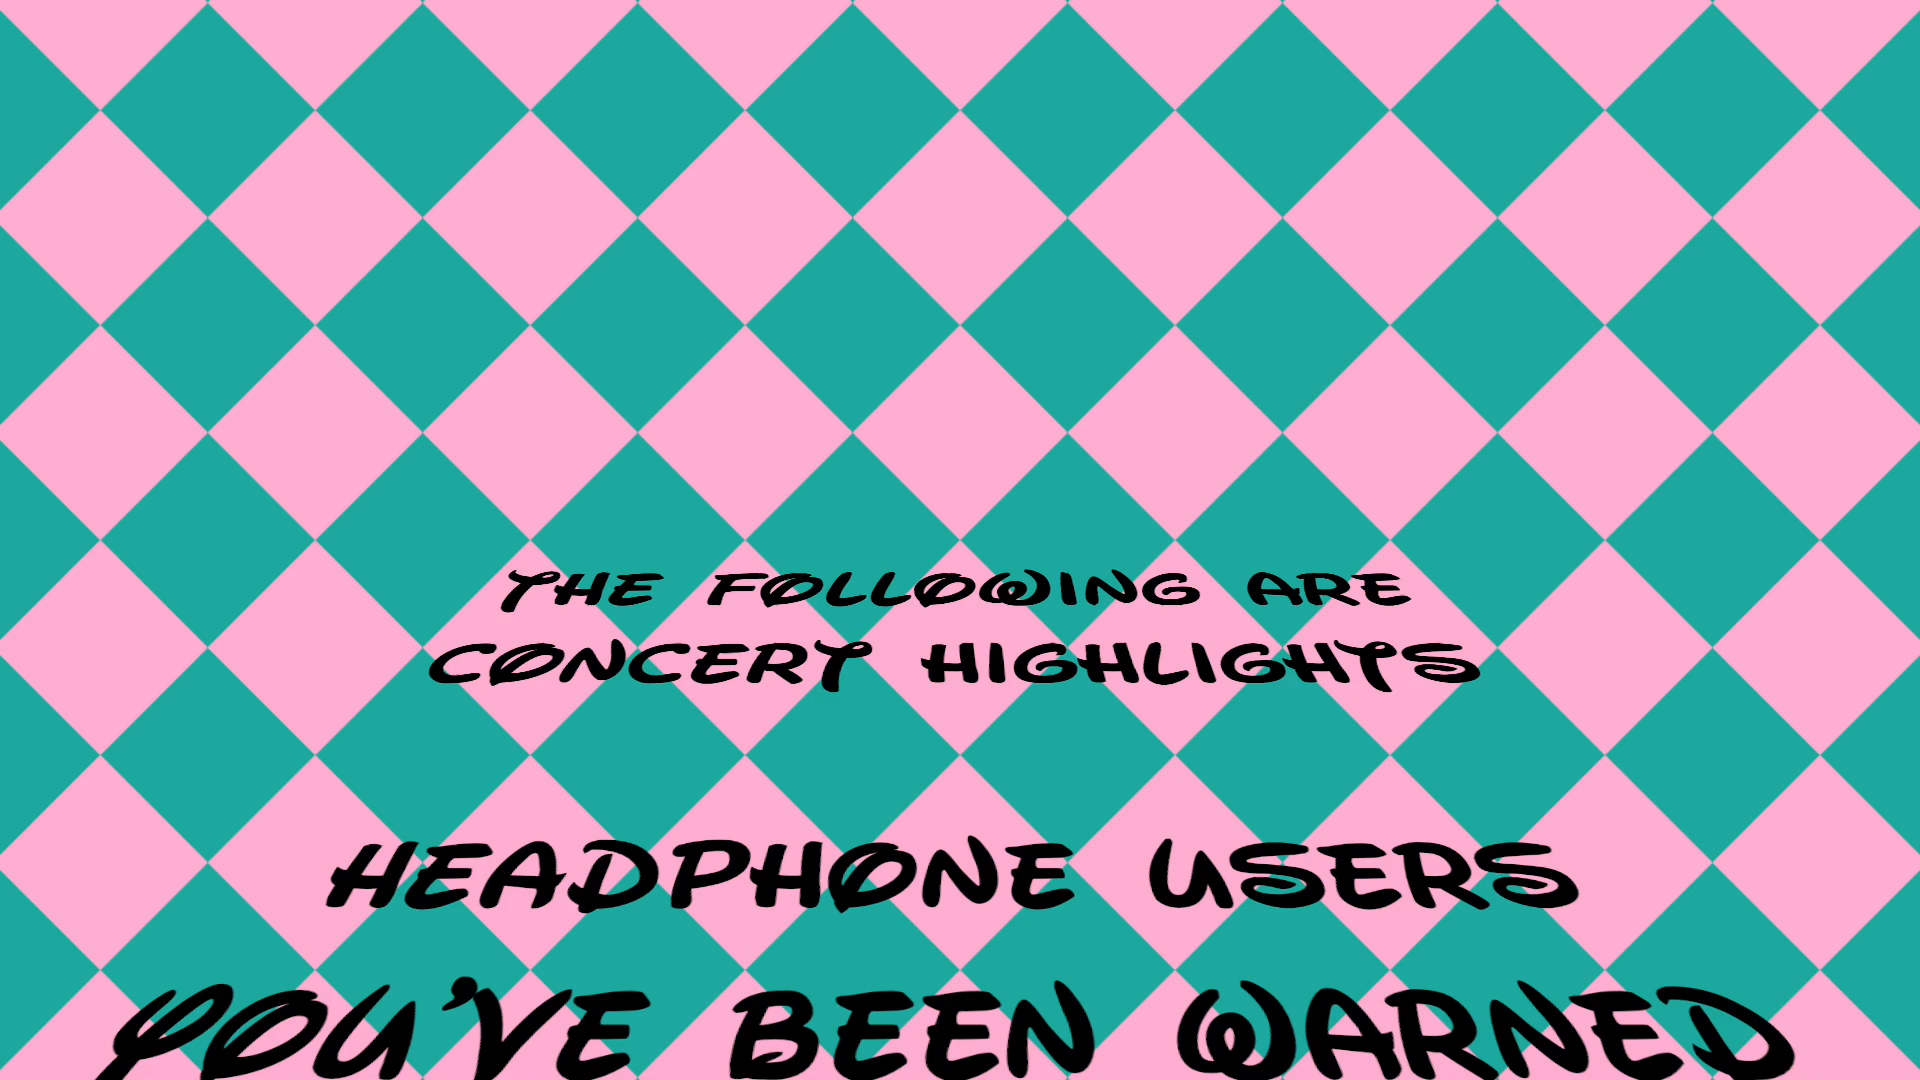 THE FOLLOWING ARE
CONCERT HIGHLIGHTS
HEADPHONE USERS
YOU'VE BEEN WARNED